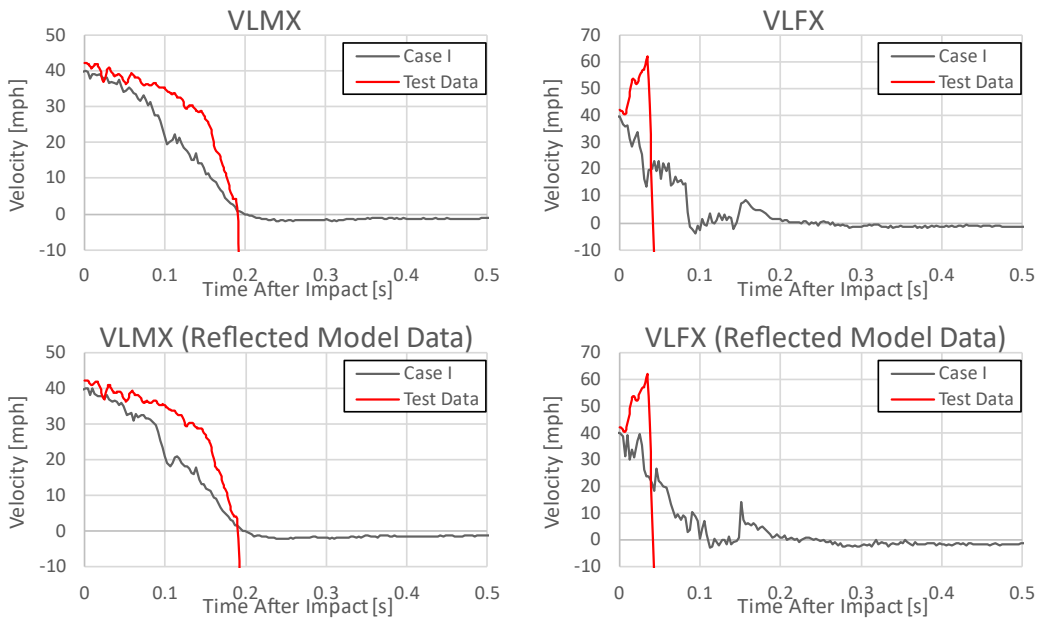 VLMX
50
40
30
20
10
0
-10
Velocity [mph]
Case I
Test Data
0
0.1
0.2
0.3
0.4
0.5
Time After Impact [s]
VLFX
70
60
50
40
30
20
10
0
-10
Velocity [mph]
Case I
Test Data
0
0.1
0.2
0.3
0.4
0.5
Time After Impact [s]
VLMX (Reflected Model Data)
50
40
30
20
10
0
-10
Velocity [mph]
Case I
Test Data
0
0.1
0.2
0.3
0.4
0.5
Time After Impact [s]
VLFX (Reflected Model Data)
70
60
50
40
30
20
10
0
-10
Velocity [mph]
Case I
Test Data
0
0.1
0.2
0.3
0.4
0.5
Time After Impact [s]